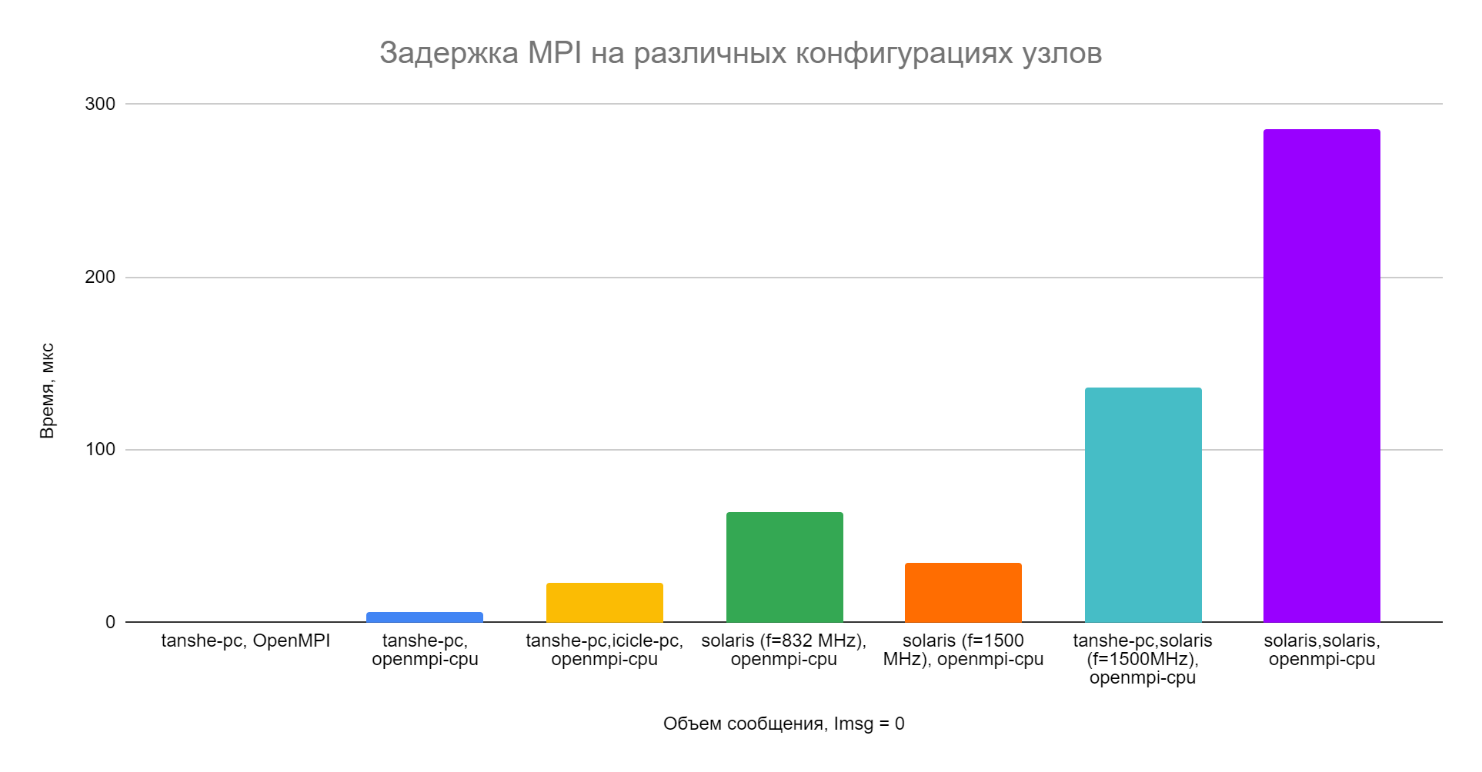 Задержка MPI на различных конфигурациях узлов
300
200
100
0
Время, мкс
tanshe-pc, OpenMPI
tanshe-pc,
openmpi-cpu
tanshe-pc,icicle-pc,
openmpi-cpu
solaris (f=832 MHz),
openmpi-cpu
solaris (f=1500
MHz), openmpi-cpu
tanshe-pc,solaris
(f=1500MHz),
openmpi-cpu
solaris,solaris,
openmpi-cpu
Объем сообщения, lmsg = 0